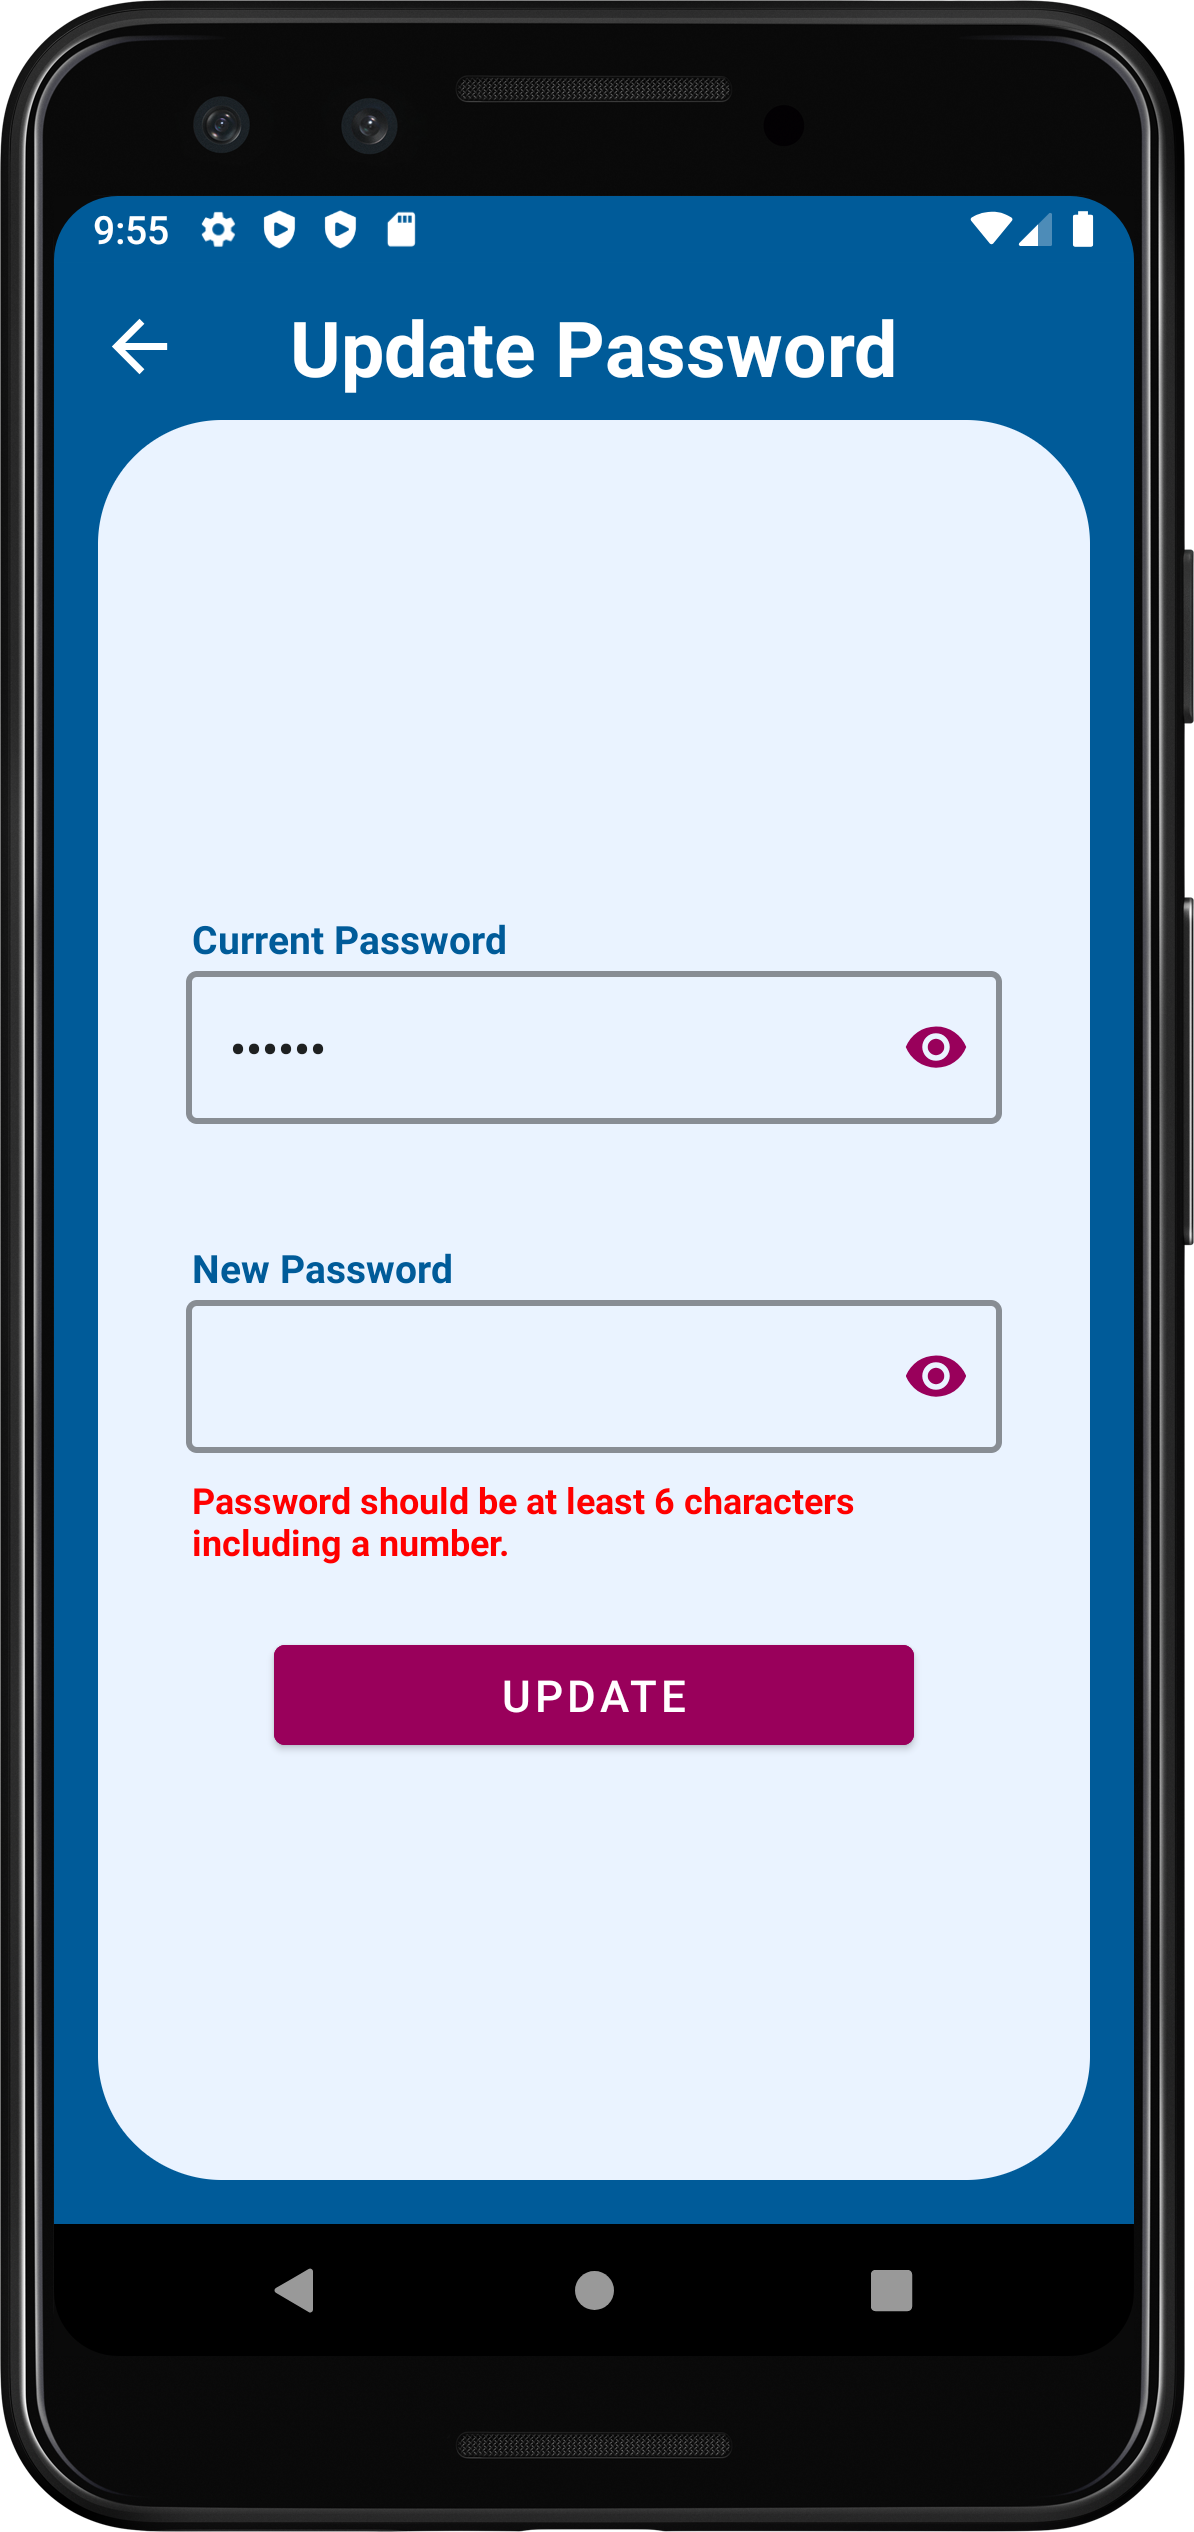 9:55
Update Password
Current Password
••••••
New Password
Password should be at least 6 characters
including a number.
UPDATE